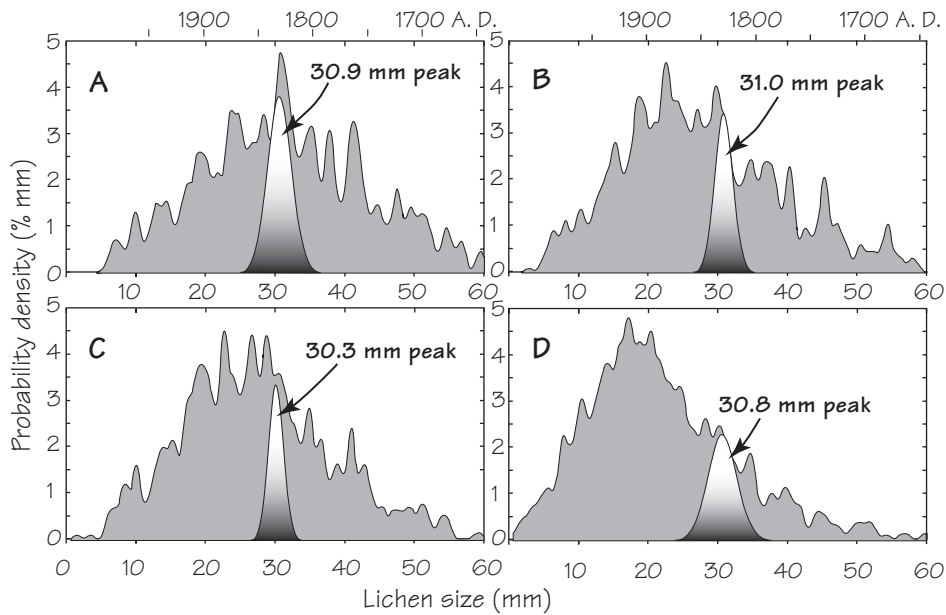 1900 1800 1700 A. D. 1900 1800 1700 A. D.
5 4 3 2 1 0
A
30.9 mm peak
10 20 30 40 50 60
5 4 3 2 1 0
B
31.0 mm peak
10 20 30 40 50 60
Probability density (% mm)
5 4 3 2 1 0
C
30.3 mm peak
0 10 20 30 40 50 60
5 4 3 2 1 0
D
30.8 mm peak
10 20 30 40 50 60
Lichen size (mm)